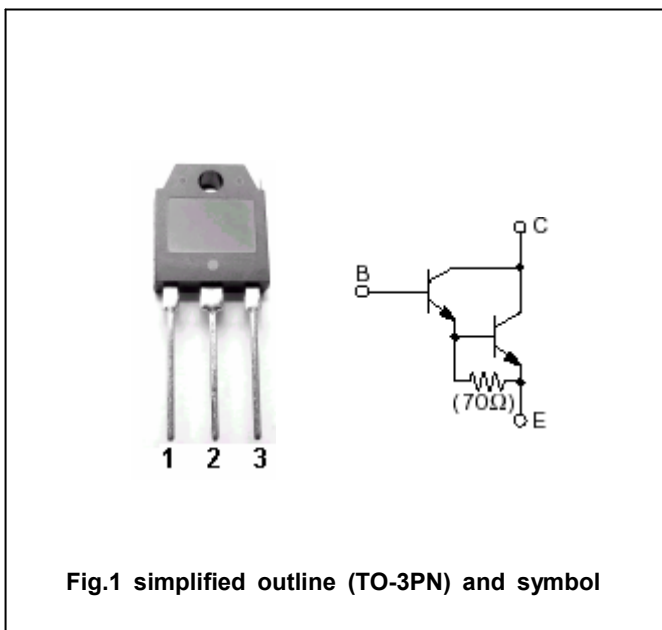 C
B
(70Ω)
E
1 2 3
Fig.1 simplified outline (TO-3PN) and symbol